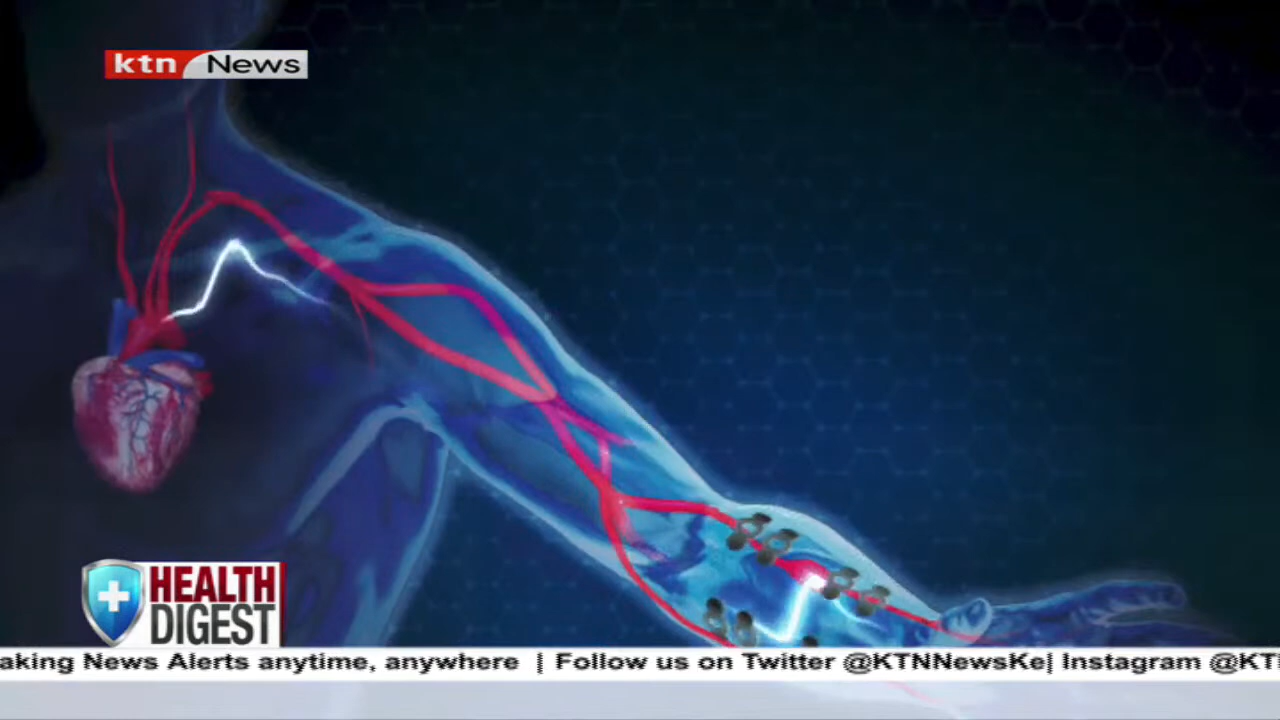 ktn News
HEALTH
DIGEST
aking News Alerts anytime, anywhere | Follow us on Twitter @KTNNewsKe| Instagram @KT